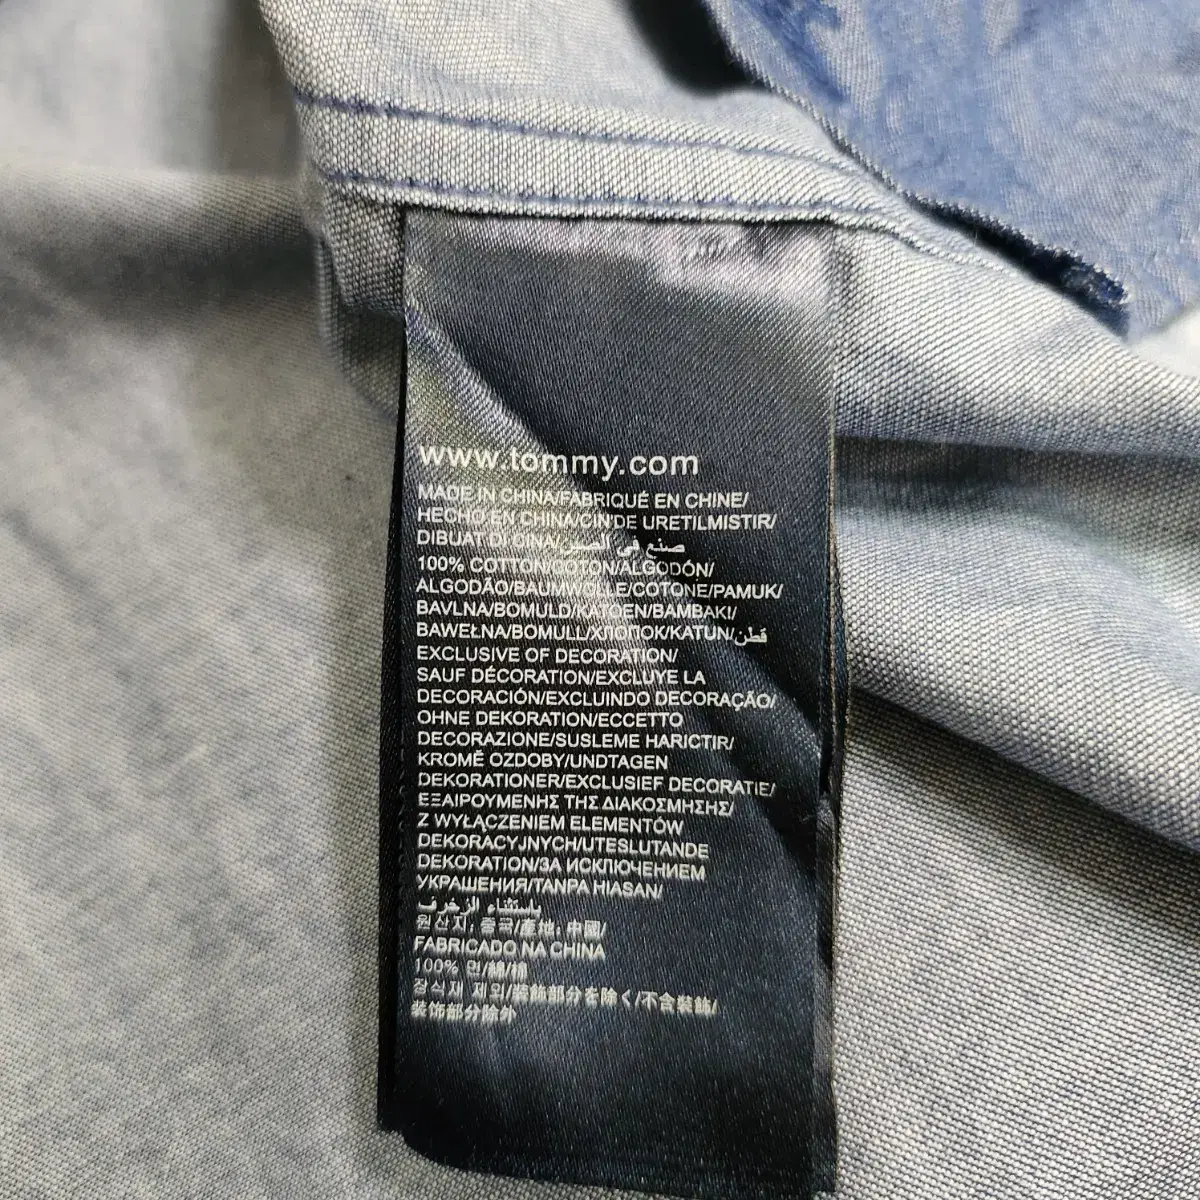 www.tommy.com
MADE IN CHINA/FABRIQUÉ EN CHINE/
HECHO EN CHINA/CIN'DE URETILMISTIR/
DIBUAT DI CINA/صنع في الصين
100% COTTON/COTON/ALGODÓN/
ALGODÃO/BAUMWOLLE/COTONE/PAMUK/
BAVLNA/BOMULD/KATOEN/BAMBAKI/
BAWEŁNA/BOMULL/ХЛОПОК/KATUN/قطن
EXCLUSIVE OF DECORATION/
SAUF DÉCORATION/EXCLUYE LA
DECORACIÓN/EXCLUINDO DECORAÇÃO/
OHNE DEKORATION/ECCETTO
DECORAZIONE/SUSLEME HARICTIR/
KROMĚ OZDOBY/UNDTAGEN
DEKORATIONER/EXCLUSIEF DECORATIE/
ΕΞΑΙΡΟΥΜΕΝΗΣ ΤΗΣ ΔΙΑΚΟΣΜΗΣΗΣ/
Z WYŁĄCZENIEM ELEMENTÓW
DEKORACYJNYCH/UTESLUTANDE
DEKORATION/ЗА ИСКЛЮЧЕНИЕМ
УКРАШЕНИЯ/TANPA HIASAN/
باستثناء الزخرف
원산지: 중국/産地: 中國/
FABRICADO NA CHINA
100% 면/綿/棉
장식재 제외/装飾部分を除く/不含裝飾/
装饰部分除外